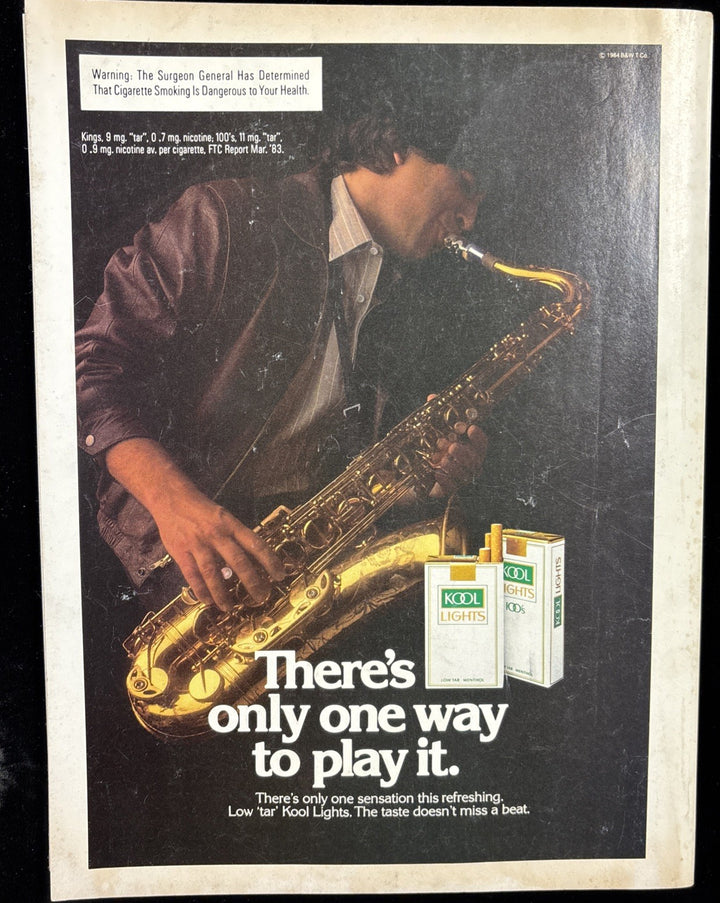 © 1984 B&W T Co.
Warning: The Surgeon General Has Determined
That Cigarette Smoking Is Dangerous to Your Health.
Kings, 9 mg. "tar", 0 .7 mg. nicotine; 100's, 11 mg. "tar",
0 .9 mg. nicotine av. per cigarette, FTC Report Mar. '83.
KOOL
LIGHTS
LOW TAR MENTHOL
KOOL
LIGHTS
100's
MENTHOL
KOOL LIGHTS
There's
only one way
to play it.
There's only one sensation this refreshing.
Low 'tar' Kool Lights. The taste doesn't miss a beat.